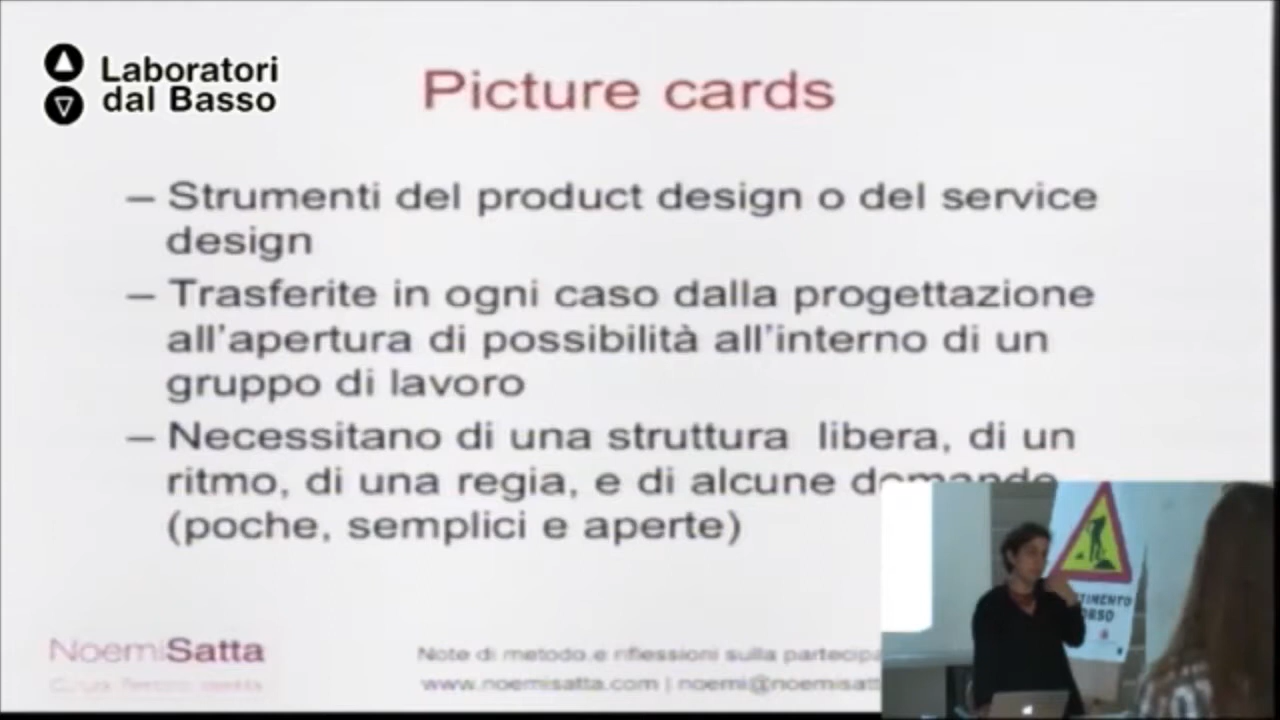 Laboratori
dal Basso
Picture cards
– Strumenti del product design o del service
design
– Trasferite in ogni caso dalla progettazione
all'apertura di possibilità all'interno di un
gruppo di lavoro
– Necessitano di una struttura libera, di un
ritmo, di una regia, e di alcune domande
(poche, semplici e aperte)
NoemiSatta
Note di metodo e riflessioni sulla
www.noemisatta.com |